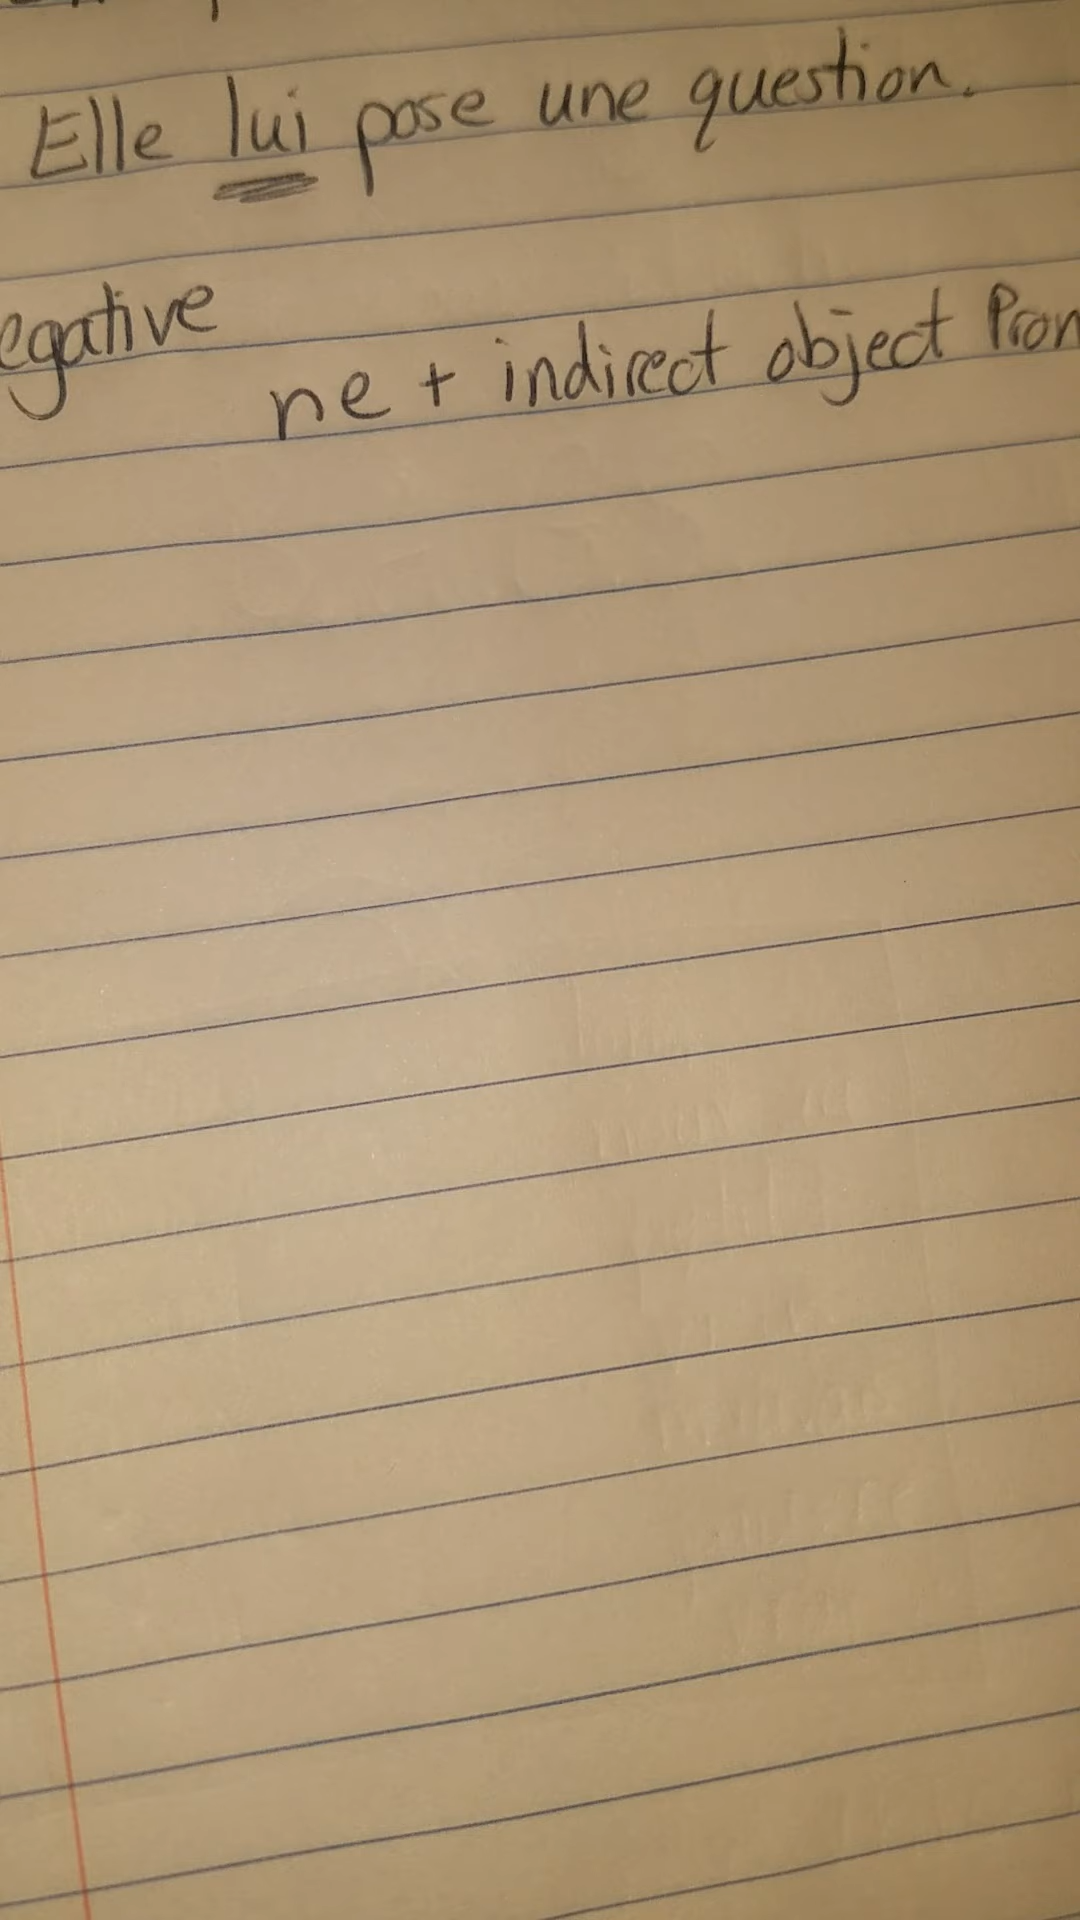 Elle lui pose une question.
egative
ne + indirect object Pron